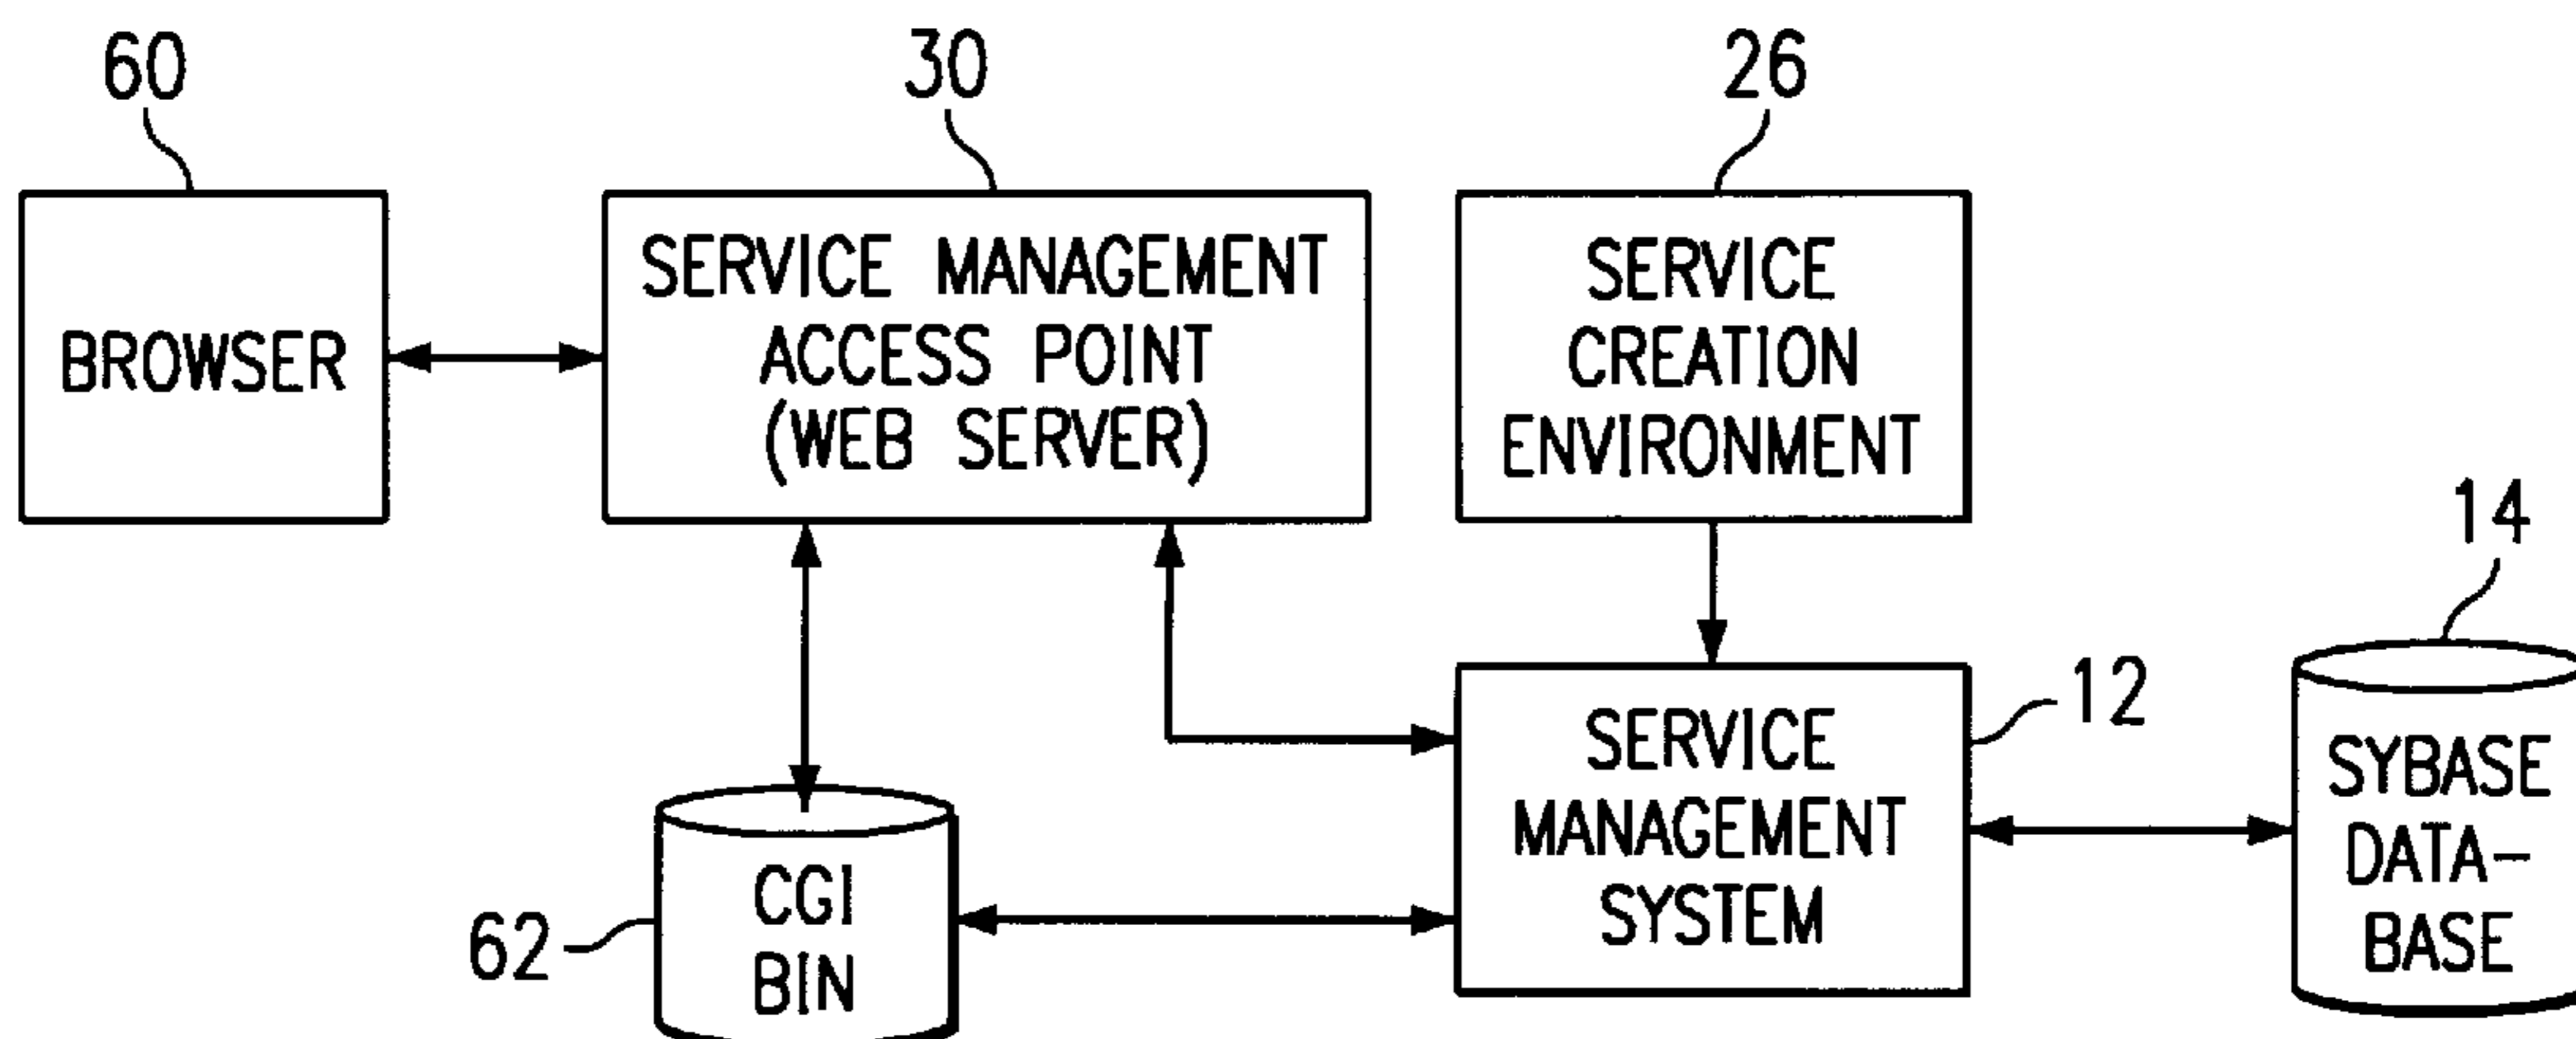 60
30
26
BROWSER
SERVICE MANAGEMENT
ACCESS POINT
(WEB SERVER)
SERVICE
CREATION
ENVIRONMENT
14
12
SERVICE
MANAGEMENT
SYSTEM
SYBASE
DATA-
BASE
62
CGI
BIN